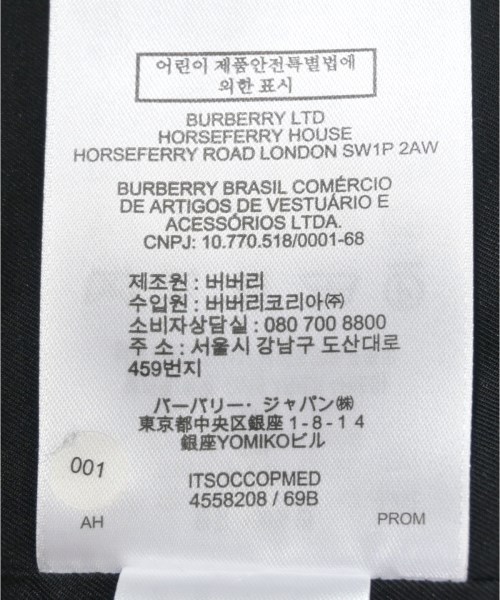 어린이 제품안전특별법에
의한 표시
BURBERRY LTD
HORSEFERRY HOUSE
HORSEFERRY ROAD LONDON SW1P 2AW
BURBERRY BRASIL COMÉRCIO
DE ARTIGOS DE VESTUÁRIO E
ACESSÓRIOS LTDA.
CNPJ: 10.770.518/0001-68
제조원 : 버버리
수입원 : 버버리코리아㈜
소비자상담실 : 080 700 8800
주 소 : 서울시 강남구 도산대로
459번지
バーバリー・ジャパン㈱
東京都中央区銀座1-8-14
銀座YOMIKOビル
001
ITSOCCOPMED
4558208 / 69B
AH
PROM